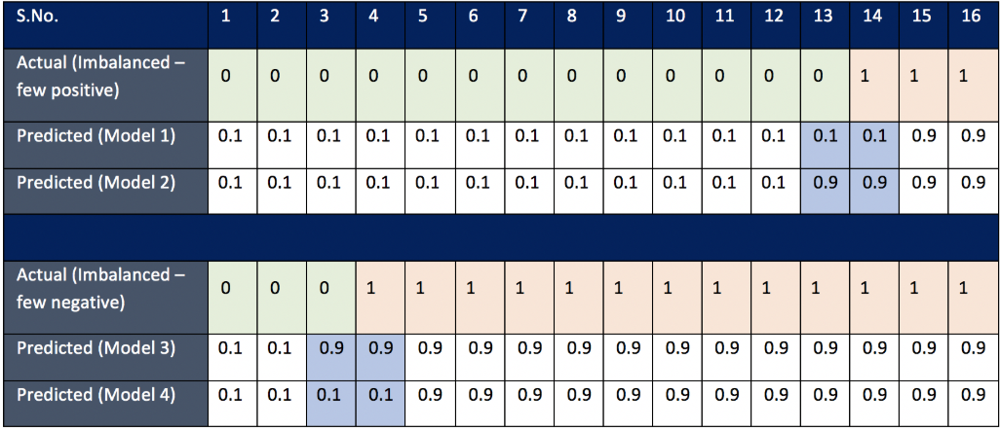 S.No. 1 2 3 4 5 6 7 8 9 10 11 12 13 14 15 16
Actual (Imbalanced –
few positive) 0 0 0 0 0 0 0 0 0 0 0 0 0 1 1 1
Predicted (Model 1) 0.1 0.1 0.1 0.1 0.1 0.1 0.1 0.1 0.1 0.1 0.1 0.1 0.1 0.1 0.9 0.9
Predicted (Model 2) 0.1 0.1 0.1 0.1 0.1 0.1 0.1 0.1 0.1 0.1 0.1 0.1 0.9 0.9 0.9 0.9
Actual (Imbalanced –
few negative) 0 0 0 1 1 1 1 1 1 1 1 1 1 1 1 1
Predicted (Model 3) 0.1 0.1 0.9 0.9 0.9 0.9 0.9 0.9 0.9 0.9 0.9 0.9 0.9 0.9 0.9 0.9
Predicted (Model 4) 0.1 0.1 0.1 0.1 0.9 0.9 0.9 0.9 0.9 0.9 0.9 0.9 0.9 0.9 0.9 0.9